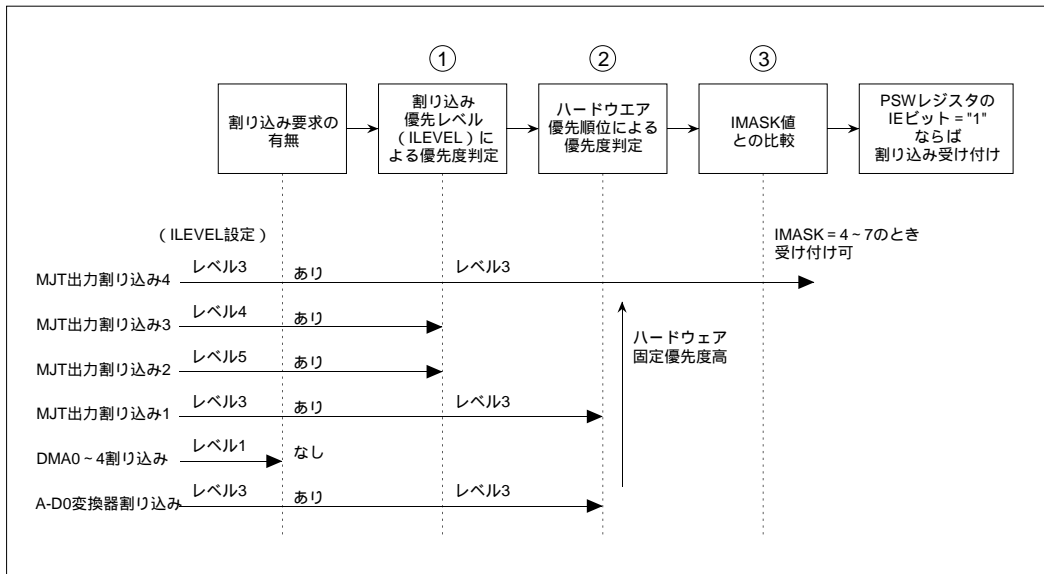 ①
②
③
割り込み要求の
有無
割り込み
優先レベル
(ILEVEL)に
よる優先度判定
ハードウエア
優先順位による
優先度判定
IMASK値
との比較
PSWレジスタの
IEビット = "1"
ならば
割り込み受け付け
(ILEVEL設定)
IMASK = 4~7のとき
受け付け可
MJT出力割り込み4
レベル3
あり
レベル3
MJT出力割り込み3
レベル4
あり
ハードウェア
固定優先度高
MJT出力割り込み2
レベル5
あり
MJT出力割り込み1
レベル3
あり
レベル3
DMA0~4割り込み
レベル1
なし
A-D0変換器割り込み
レベル3
あり
レベル3